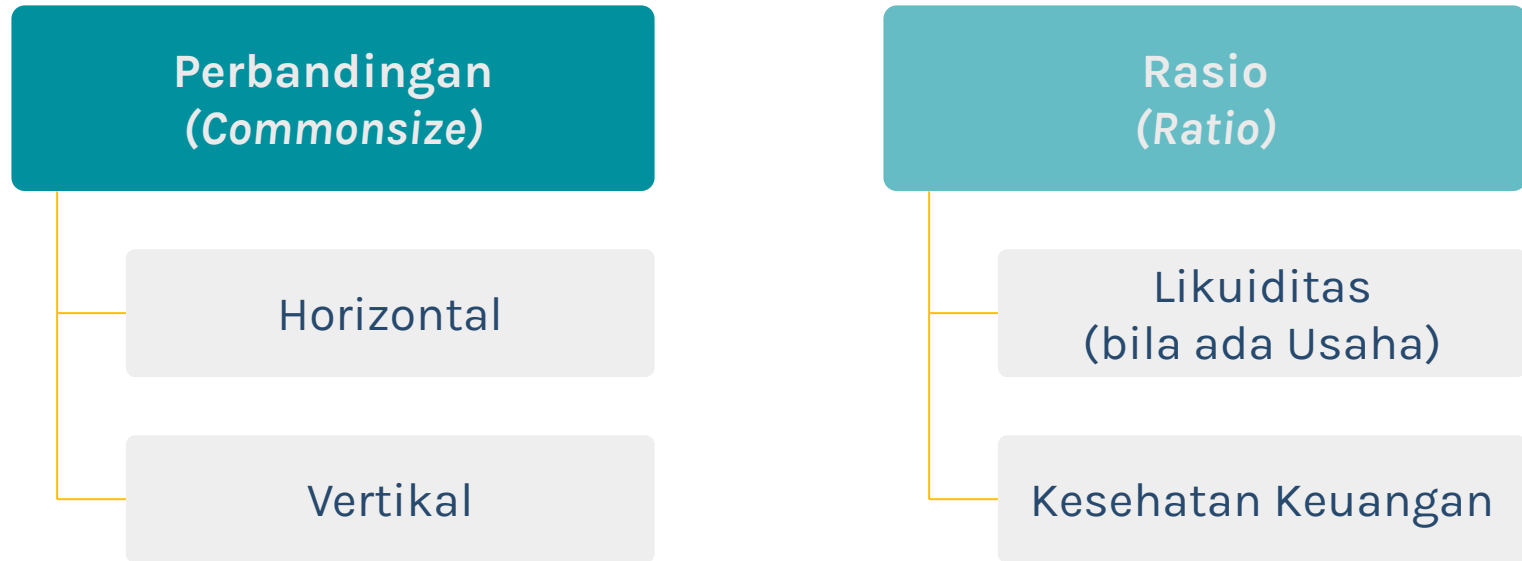 Perbandingan
(Commonsize)
Horizontal
Vertikal
Rasio
(Ratio)
Likuiditas
(bila ada Usaha)
Kesehatan Keuangan